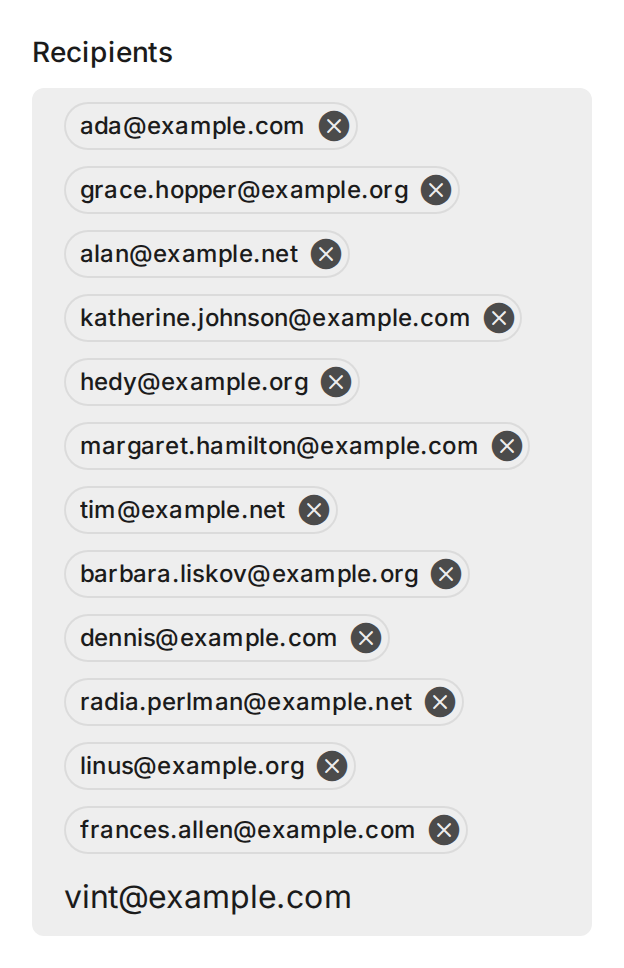 Recipients
ada@example.com
grace.hopper@example.org
alan@example.net
katherine.johnson@example.com
hedy@example.org
margaret.hamilton@example.com
tim@example.net
barbara.liskov@example.org
dennis@example.com
radia.perlman@example.net
linus@example.org
frances.allen@example.com
vint@example.com